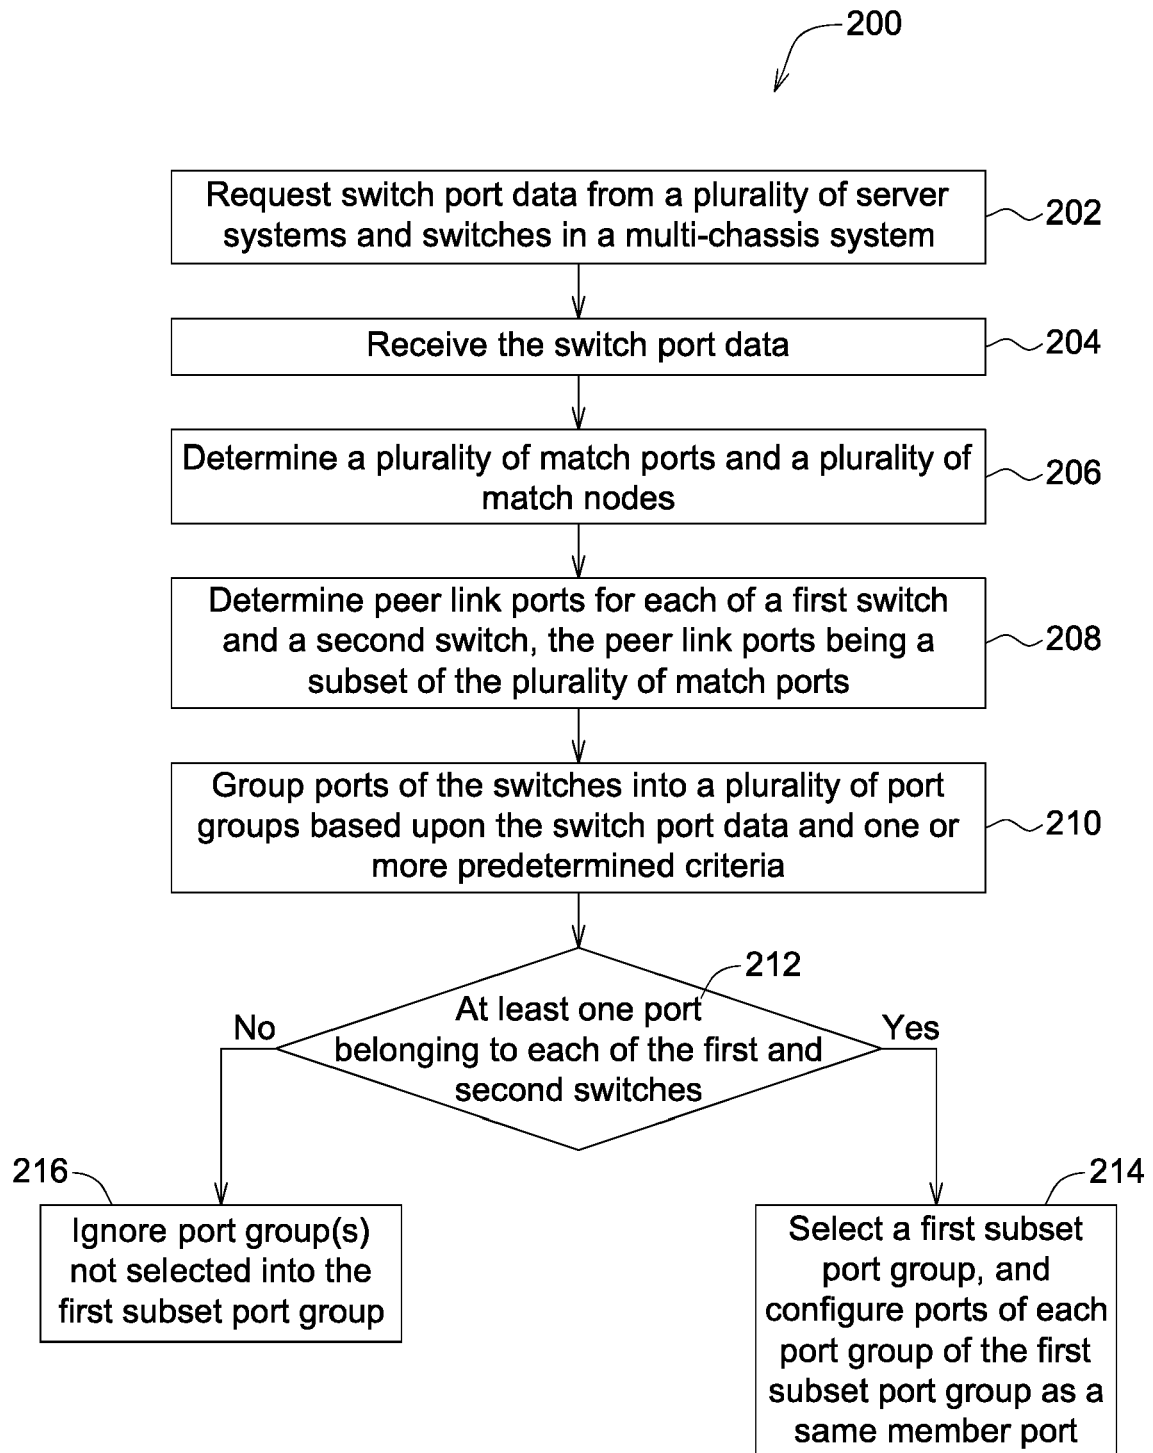 200
Request switch port data from a plurality of server
systems and switches in a multi-chassis system
202
Receive the switch port data
204
Determine a plurality of match ports and a plurality of
match nodes
206
Determine peer link ports for each of a first switch
and a second switch, the peer link ports being a
subset of the plurality of match ports
208
Group ports of the switches into a plurality of port
groups based upon the switch port data and one or
more predetermined criteria
210
212
At least one port
belonging to each of the first and
second switches
No
Yes
216
Ignore port group(s)
not selected into the
first subset port group
214
Select a first subset
port group, and
configure ports of each
port group of the first
subset port group as a
same member port